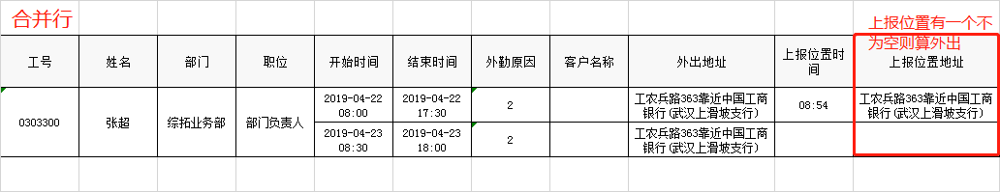 合并行
上报位置有一个不
为空则算外出
工号 姓名 部门 职位 开始时间 结束时间 外勤原因 客户名称 外出地址 上报位置时
间 上报位置地址
0303300 张超 综拓业务部 部门负责人
2019-04-22
08:00
2019-04-22
17:30
2
工农兵路363靠近中国工商
银行(武汉上滑坡支行)
08:54
工农兵路363靠近中国工商
银行(武汉上滑坡支行)
2019-04-23
08:30
2019-04-23
18:00
2
工农兵路363靠近中国工商
银行(武汉上滑坡支行)